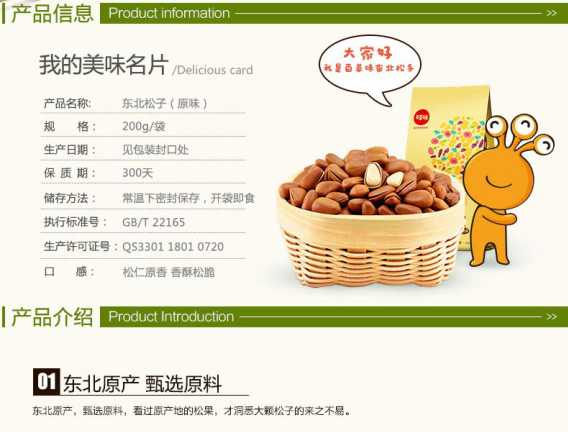 产品信息 Product information >>
大家好
我是百草味东北松子
我的美味名片 /Delicious card
百草味
产品名称: 东北松子（原味）
规 格： 200g/袋
生产日期： 见包装封口处
保 质 期： 300天
储存方法： 常温下密封保存，开袋即食
执行标准号： GB/T 22165
生产许可证号：QS3301 1801 0720
口 感： 松仁原香 香酥松脆
产品介绍 Product Introduction >>
01 东北原产 甄选原料
东北原产，甄选原料，看过原产地的松果，才洞悉大颗松子的来之不易。